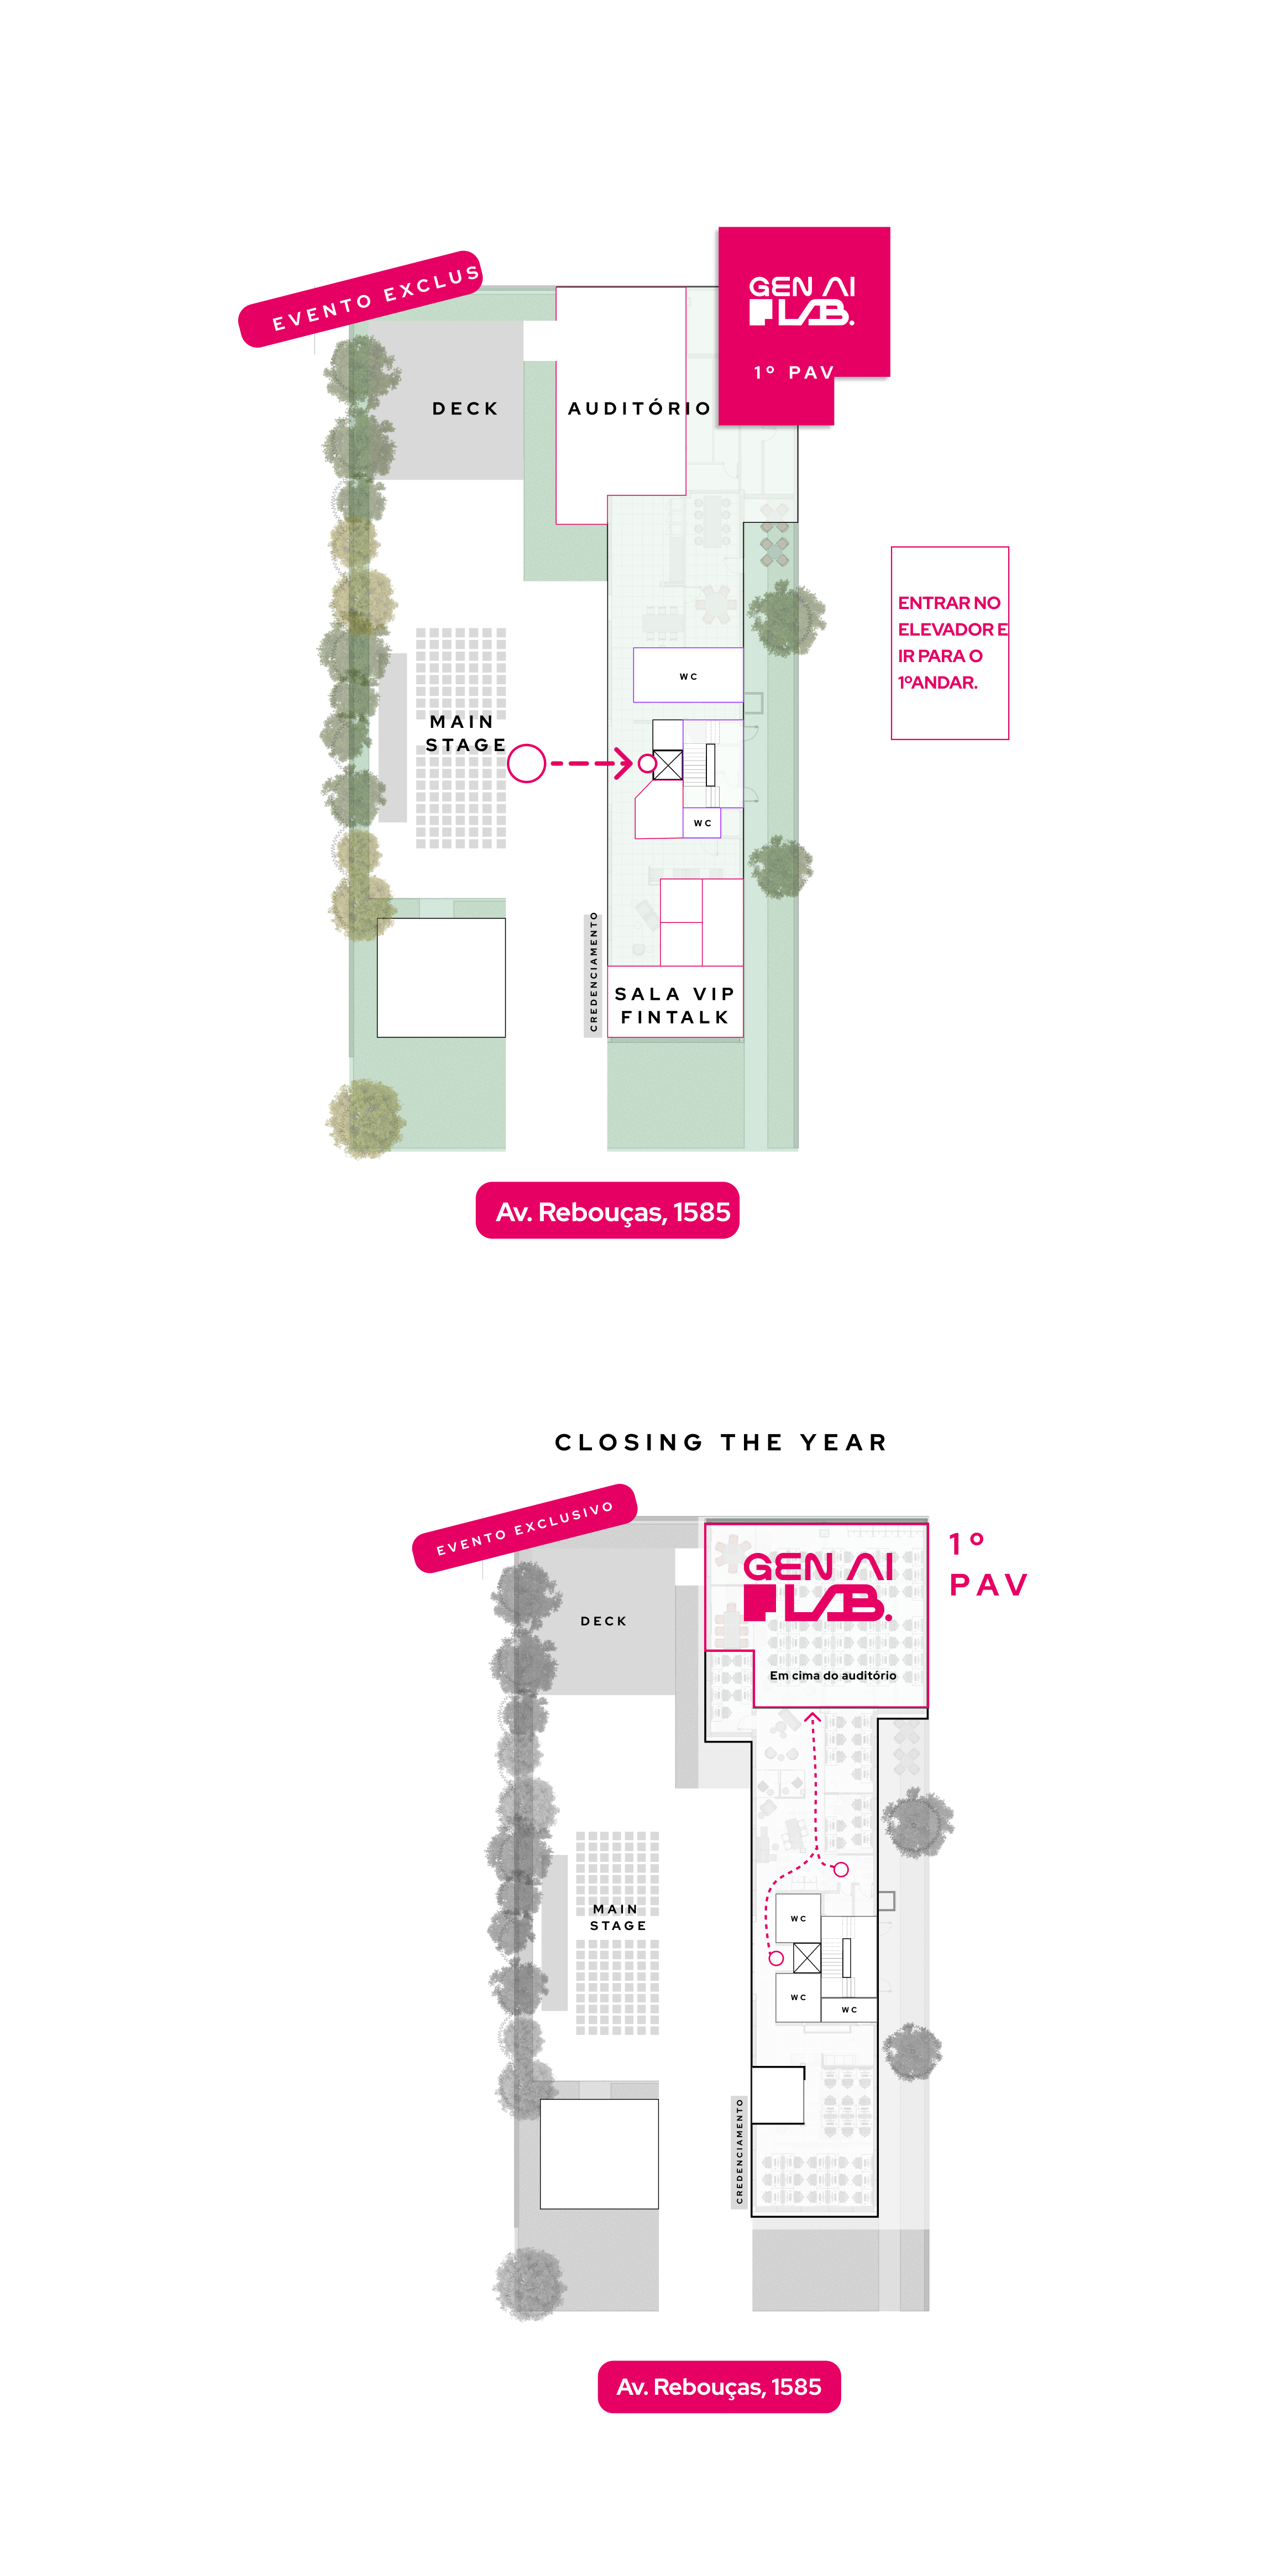 EVENTO EXCLUS
GEN AI
LAB.
1º PAV
DECK
AUDITÓRIO
ENTRAR NO
ELEVADOR E
IR PARA O
1ºANDAR.
WC
MAIN
STAGE
WC
CREDENCIAMENTO
SALA VIP
FINTALK
Av. Rebouças, 1585
CLOSING THE YEAR
EVENTO EXCLUSIVO
GEN AI
LAB.
1º
PAV
DECK
Em cima do auditório
MAIN
STAGE
WC
WC
WC
CREDENCIAMENTO
Av. Rebouças, 1585